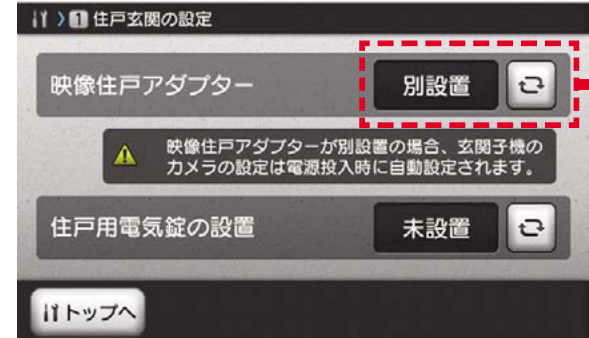 〉1 住戸玄関の設定
映像住戸アダプター 別設置
映像住戸アダプターが別設置の場合、玄関子機の
カメラの設定は電源投入時に自動設定されます。
住戸用電気錠の設置 未設置
トップへ